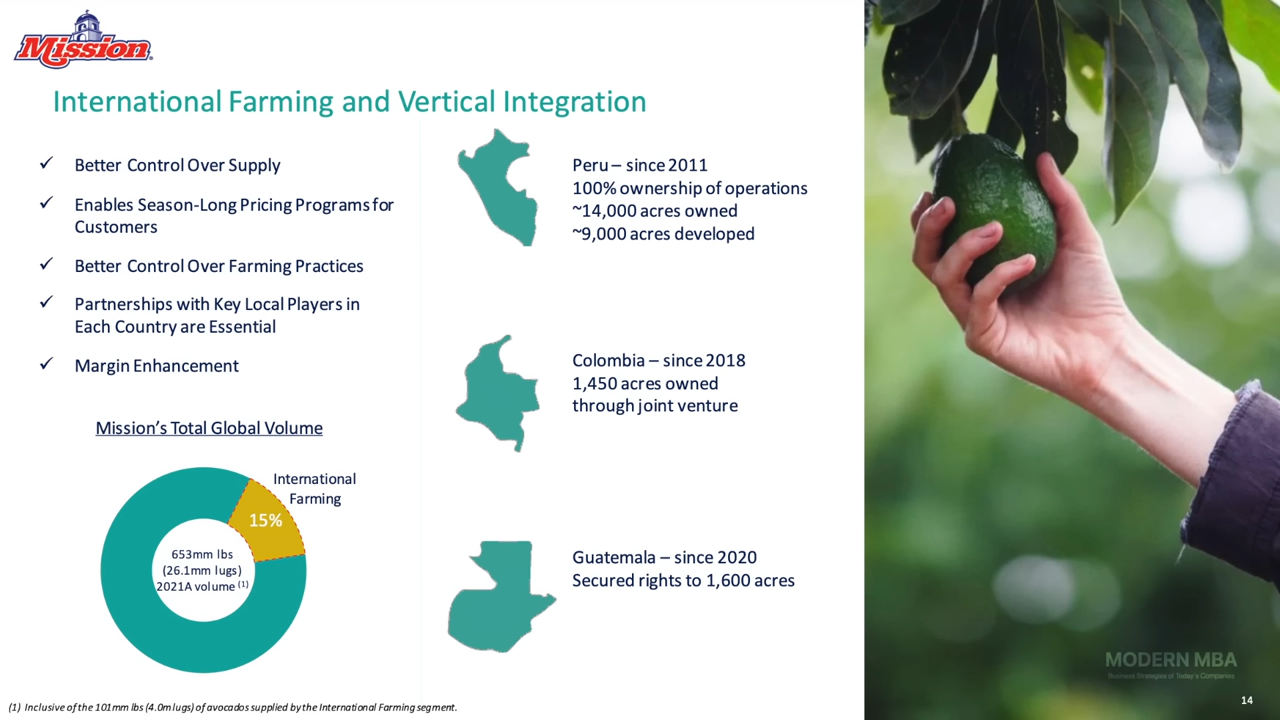 Mission
International Farming and Vertical Integration
✓ Better Control Over Supply
✓ Enables Season-Long Pricing Programs for
Customers
✓ Better Control Over Farming Practices
✓ Partnerships with Key Local Players in
Each Country are Essential
✓ Margin Enhancement
Mission's Total Global Volume
International
Farming
15%
653mm lbs
(26.1mm lugs)
2021A volume (1)
Peru – since 2011
100% ownership of operations
~14,000 acres owned
~9,000 acres developed
Colombia – since 2018
1,450 acres owned
through joint venture
Guatemala – since 2020
Secured rights to 1,600 acres
MODERN MBA
Business Strategies of Today's Companies
14
(1) Inclusive of the 101mm lbs (4.0m lugs) of avocados supplied by the International Farming segment.